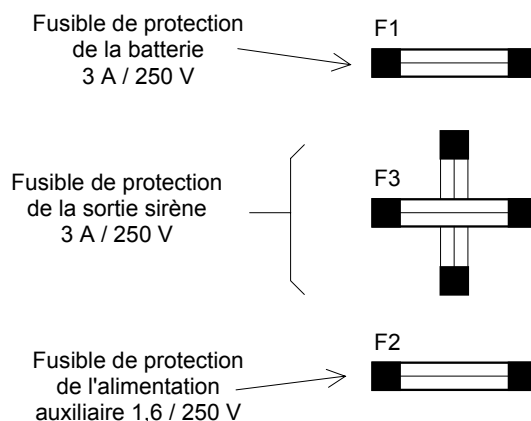 Fusible de protection
de la batterie
3 A / 250 V
F1
Fusible de protection
de la sortie sirène
3 A / 250 V
F3
Fusible de protection
de l'alimentation
auxiliaire 1,6 / 250 V
F2